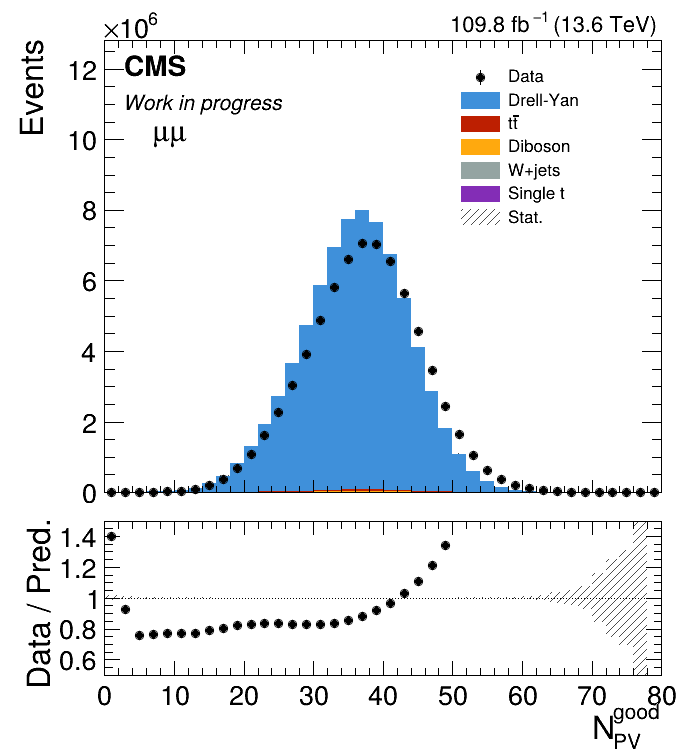 ×10⁶
109.8 fb⁻¹ (13.6 TeV)
Events
CMS
Work in progress
μμ
Data
Drell-Yan
tt̄
Diboson
W+jets
Single t
Stat.
12
10
8
6
4
2
0
Data / Pred.
1.4
1.2
1
0.8
0.6
0 10 20 30 40 50 60 70 80
N_PV^good